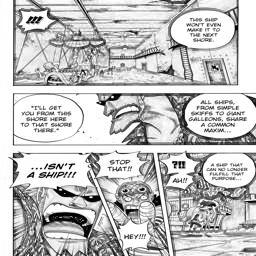 THIS SHIP
WON'T EVEN
MAKE IT TO
THE NEXT
SHORE.
!!!
ALL SHIPS,
FROM SIMPLE
SKIFFS TO GIANT
GALLEONS, SHARE
A COMMON
MAXIM...
"I'LL GET
YOU FROM THIS
SHORE HERE
TO THAT
SHORE
THERE."
A SHIP THAT
CAN NO LONGER
FULFILL THAT
PURPOSE...
?!!
AH!!
STOP
THAT!!
HEY!!!
...ISN'T
A SHIP!!!